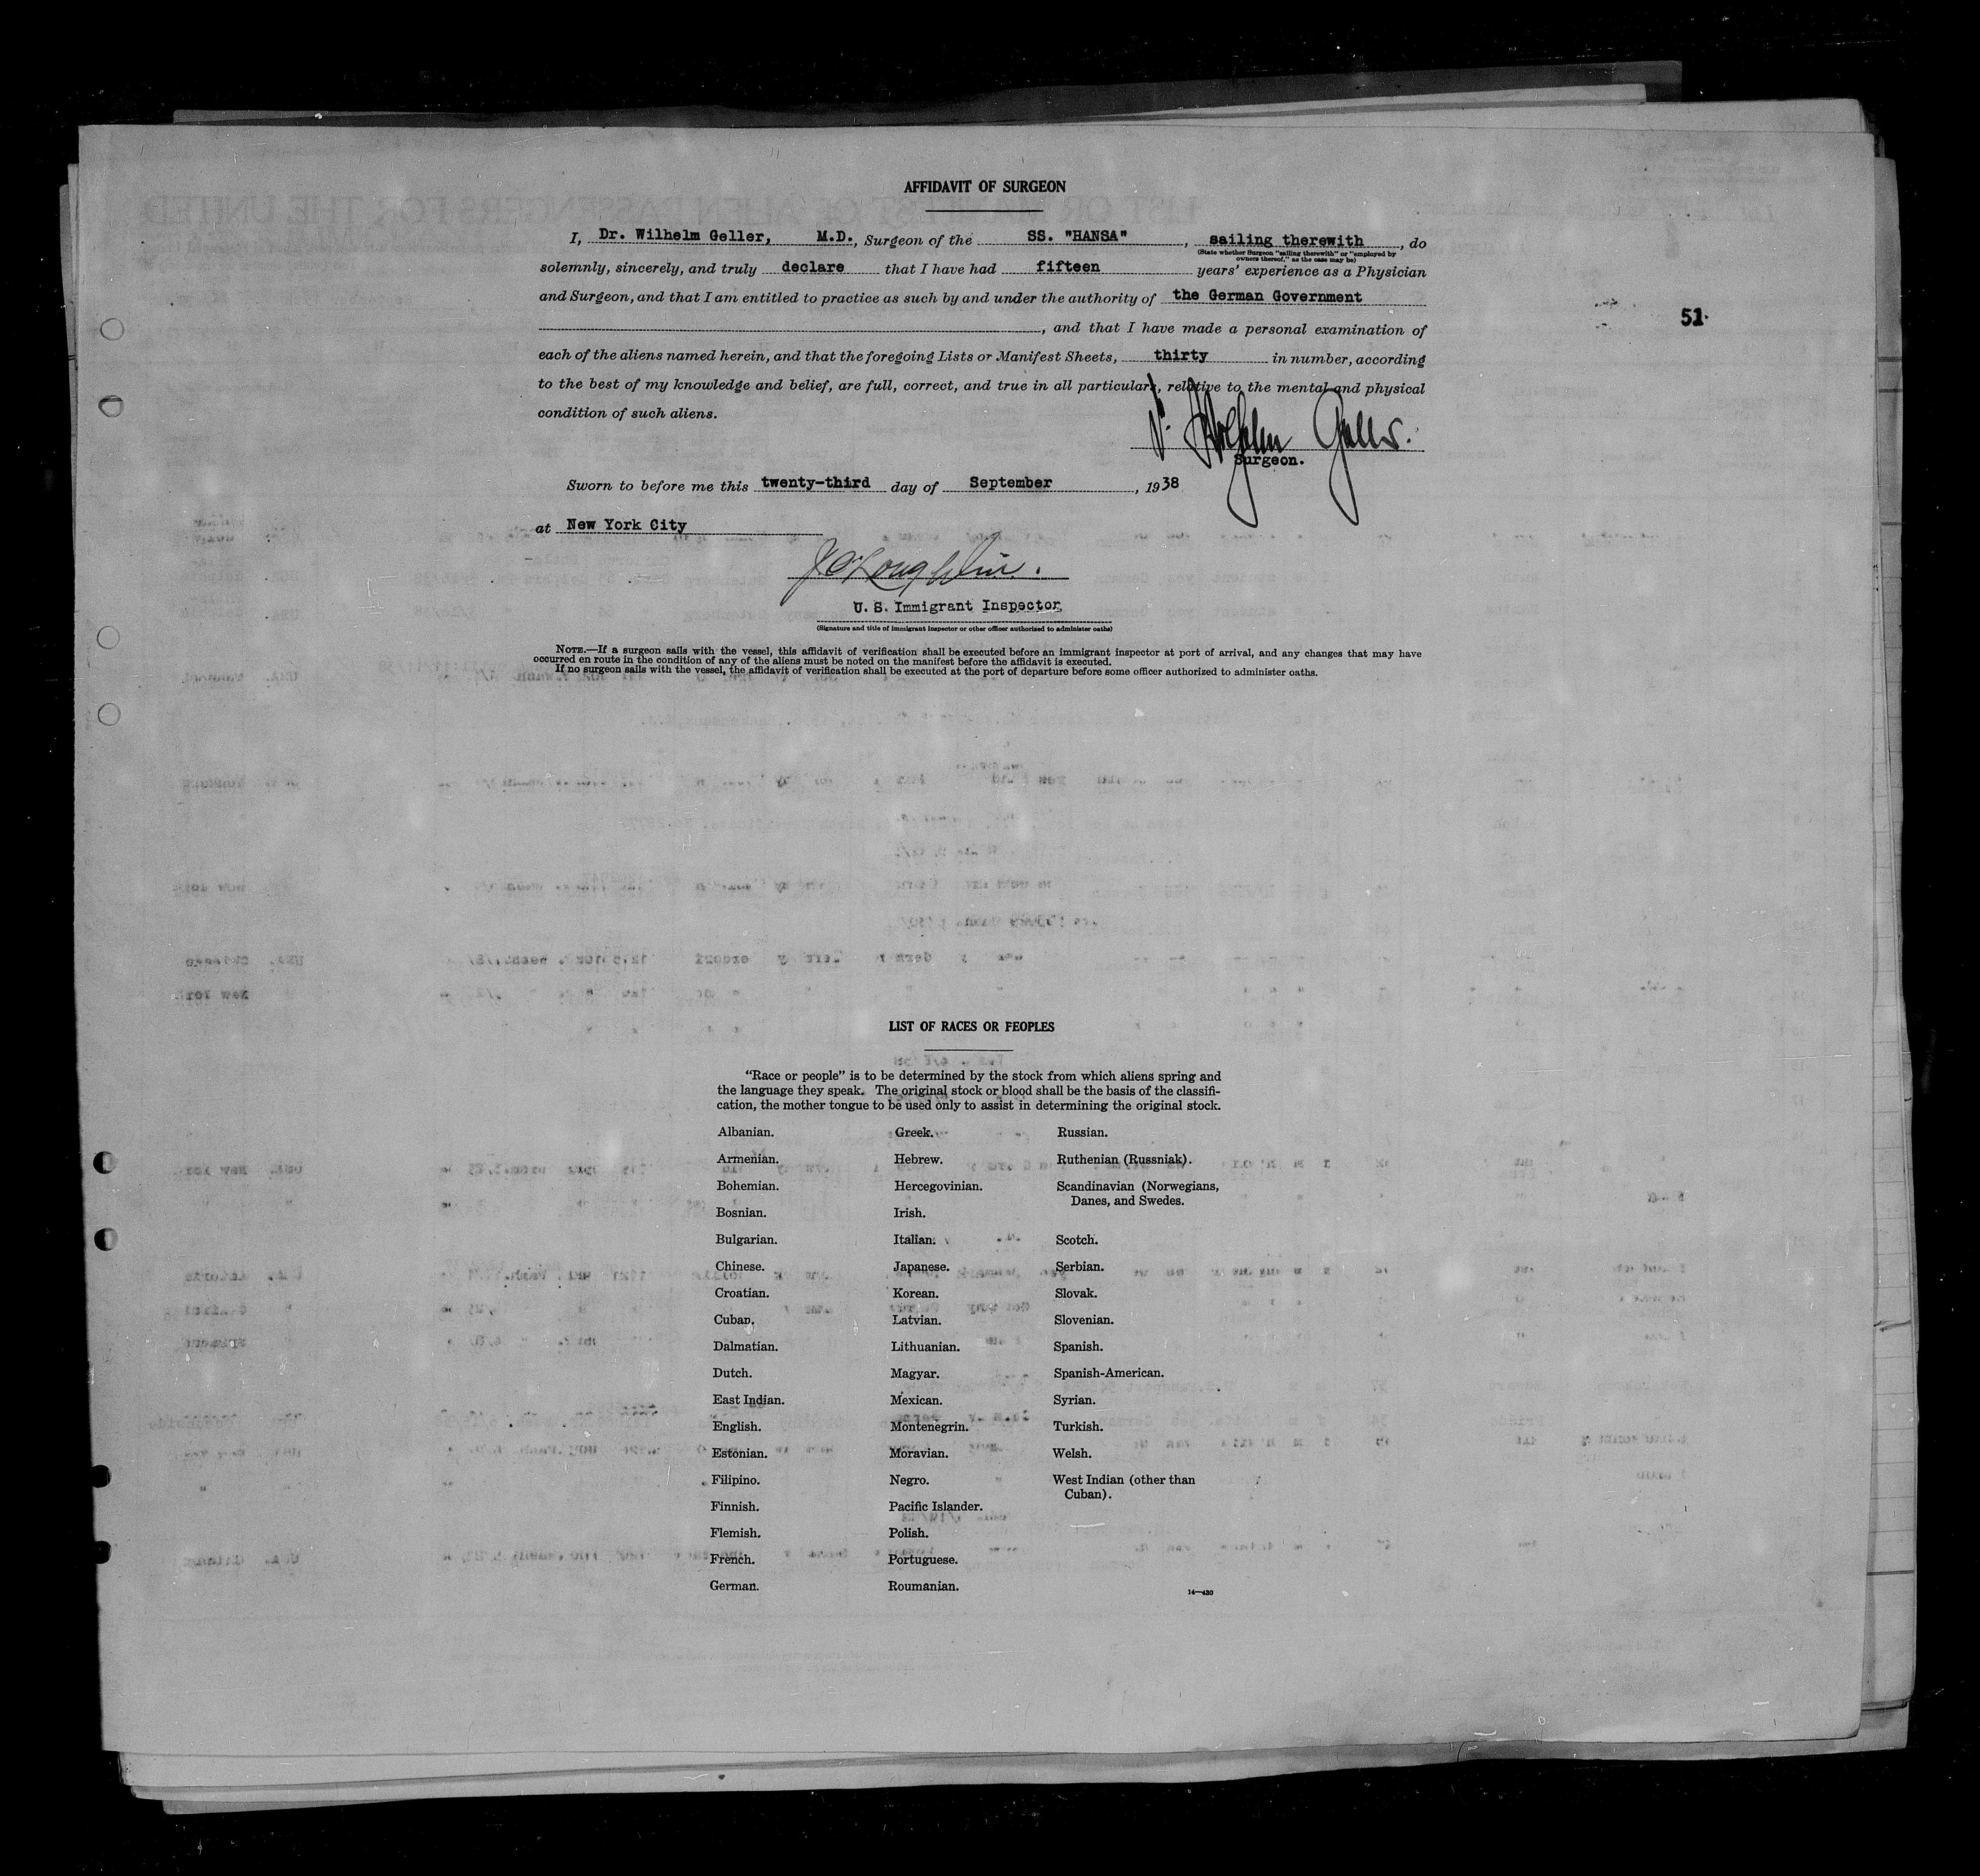 AFFIDAVIT OF SURGEON
I, Dr. Wilhelm Geller, M.D., Surgeon of the SS. "HANSA", sailing therewith, do
(State whether Surgeon "sailing therewith" or "employed by
owners thereof," as the case may be)
solemnly, sincerely, and truly declare that I have had fifteen years' experience as a Physician
and Surgeon, and that I am entitled to practice as such by and under the authority of the German Government
51
, and that I have made a personal examination of
each of the aliens named herein, and that the foregoing Lists or Manifest Sheets, thirty in number, according
to the best of my knowledge and belief, are full, correct, and true in all particulars, relative to the mental and physical
condition of such aliens.
Dr. Wilhelm Geller.
Surgeon.
Sworn to before me this twenty-third day of September, 1938
at New York City
U. S. Immigrant Inspector
(Signature and title of immigrant inspector or other officer authorized to administer oaths)
NOTE.—If a surgeon sails with the vessel, this affidavit of verification shall be executed before an immigrant inspector at port of arrival, and any changes that may have
occurred en route in the condition of any of the aliens must be noted on the manifest before the affidavit is executed.
If no surgeon sails with the vessel, the affidavit of verification shall be executed at the port of departure before some officer authorized to administer oaths.
LIST OF RACES OR PEOPLES
"Race or people" is to be determined by the stock from which aliens spring and
the language they speak. The original stock or blood shall be the basis of the classifi-
cation, the mother tongue to be used only to assist in determining the original stock.
Albanian.
Armenian.
Bohemian.
Bosnian.
Bulgarian.
Chinese.
Croatian.
Cuban.
Dalmatian.
Dutch.
East Indian.
English.
Estonian.
Filipino.
Finnish.
Flemish.
French.
German.
Greek.
Hebrew.
Hercegovinian.
Irish.
Italian.
Japanese.
Korean.
Latvian.
Lithuanian.
Magyar.
Mexican.
Montenegrin.
Moravian.
Negro.
Pacific Islander.
Polish.
Portuguese.
Roumanian.
Russian.
Ruthenian (Russniak).
Scandinavian (Norwegians,
Danes, and Swedes.
Scotch.
Serbian.
Slovak.
Slovenian.
Spanish.
Spanish-American.
Syrian.
Turkish.
Welsh.
West Indian (other than
Cuban).
14—430